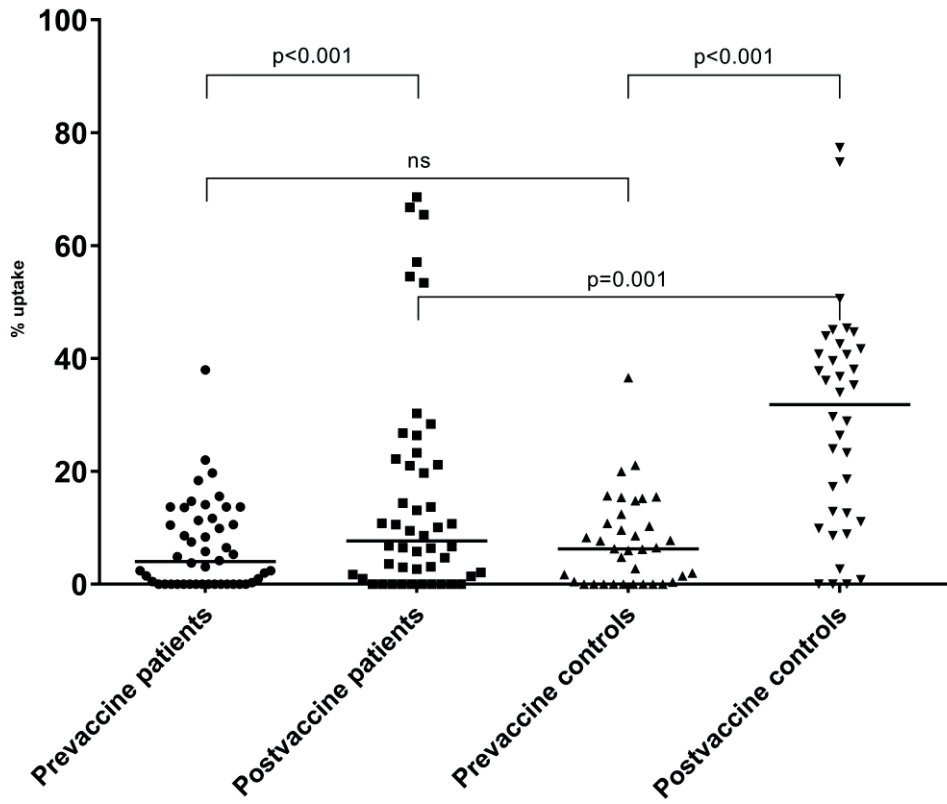 100
80
60
40
20
0
% uptake
p<0.001
p<0.001
ns
p=0.001
Prevaccine patients
Postvaccine patients
Prevaccine controls
Postvaccine controls